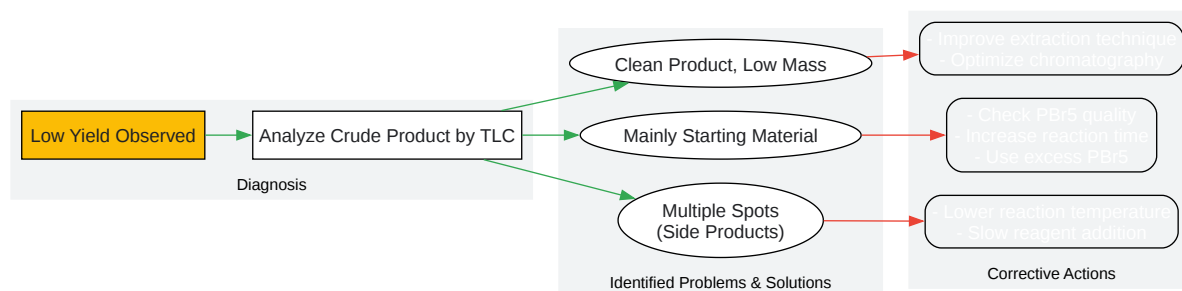 Low Yield Observed
Analyze Crude Product by TLC
Diagnosis
Clean Product, Low Mass
Mainly Starting Material
Multiple Spots
(Side Products)
Identified Problems & Solutions
- Improve extraction technique
- Optimize chromatography
- Check PBr5 quality
- Increase reaction time
- Use excess PBr5
- Lower reaction temperature
- Slow reagent addition
Corrective Actions